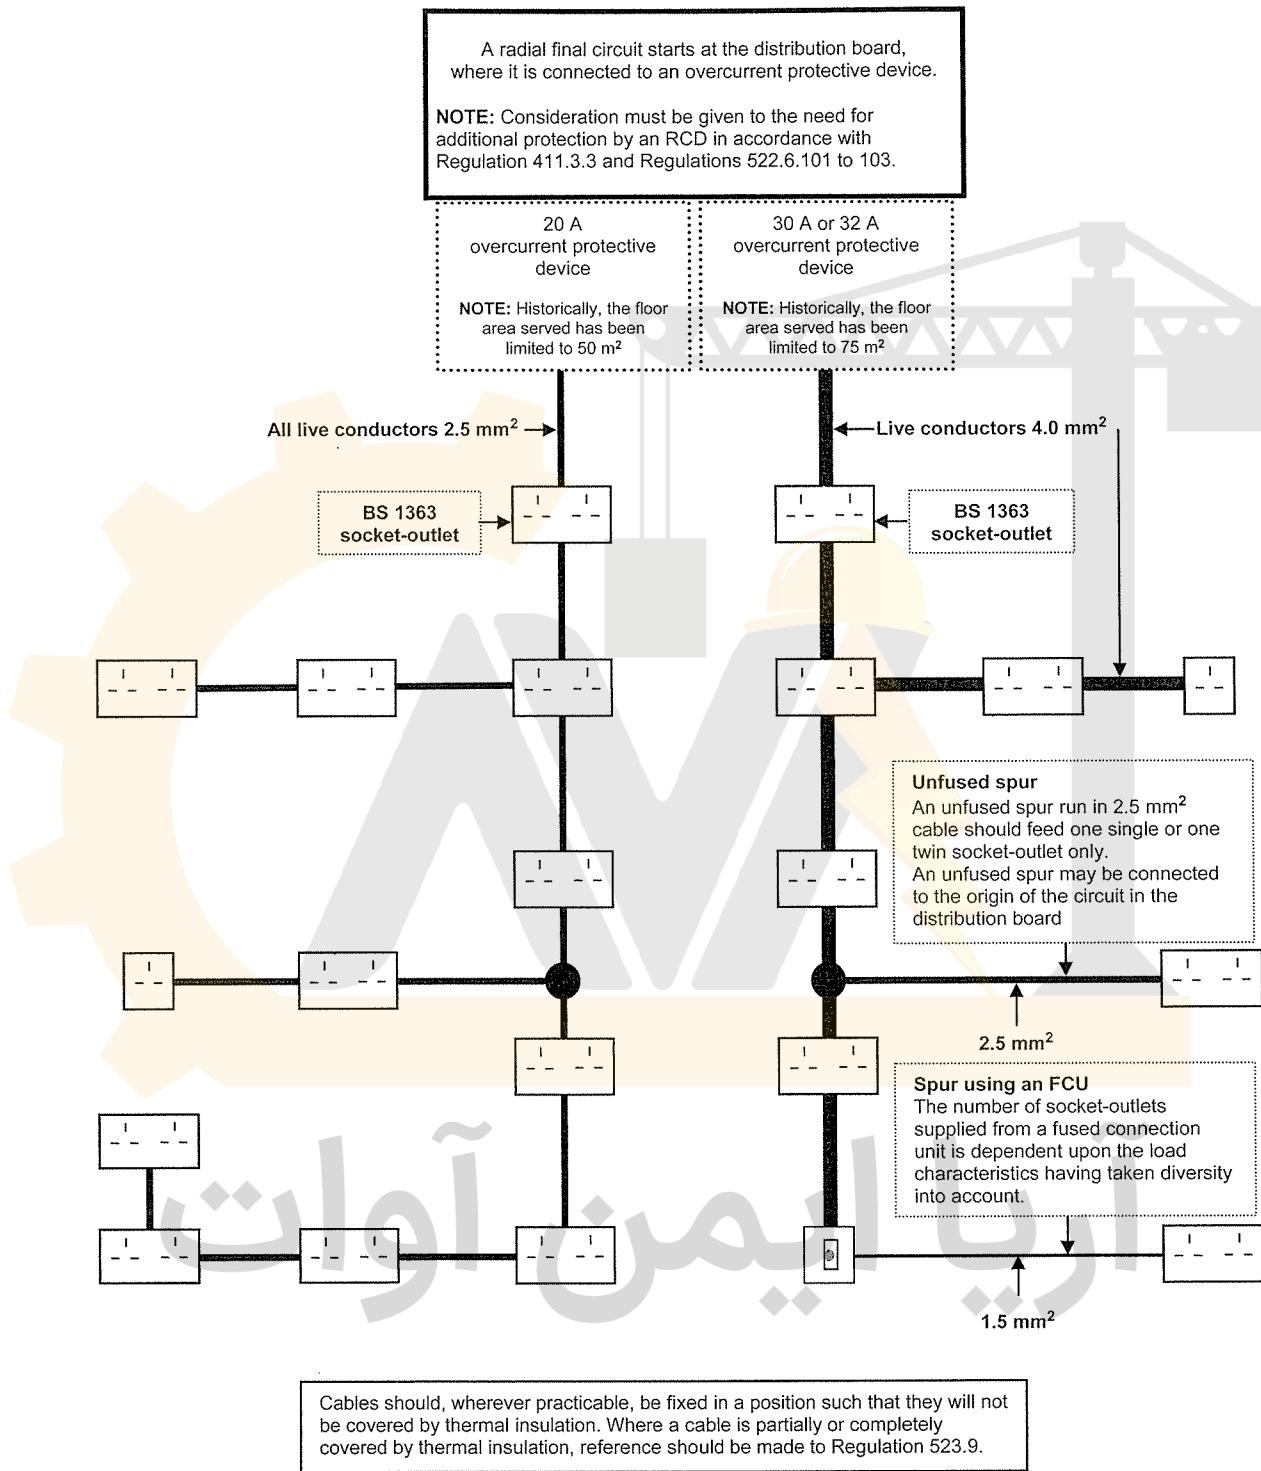 A radial final circuit starts at the distribution board,
where it is connected to an overcurrent protective device.
NOTE: Consideration must be given to the need for
additional protection by an RCD in accordance with
Regulation 411.3.3 and Regulations 522.6.101 to 103.
20 A
overcurrent protective
device
NOTE: Historically, the floor
area served has been
limited to 50 m²
30 A or 32 A
overcurrent protective
device
NOTE: Historically, the floor
area served has been
limited to 75 m²
All live conductors 2.5 mm²
Live conductors 4.0 mm²
BS 1363
socket-outlet
BS 1363
socket-outlet
Unfused spur
An unfused spur run in 2.5 mm²
cable should feed one single or one
twin socket-outlet only.
An unfused spur may be connected
to the origin of the circuit in the
distribution board
2.5 mm²
Spur using an FCU
The number of socket-outlets
supplied from a fused connection
unit is dependent upon the load
characteristics having taken diversity
into account.
1.5 mm²
آریا ایمن آوات
Cables should, wherever practicable, be fixed in a position such that they will not
be covered by thermal insulation. Where a cable is partially or completely
covered by thermal insulation, reference should be made to Regulation 523.9.